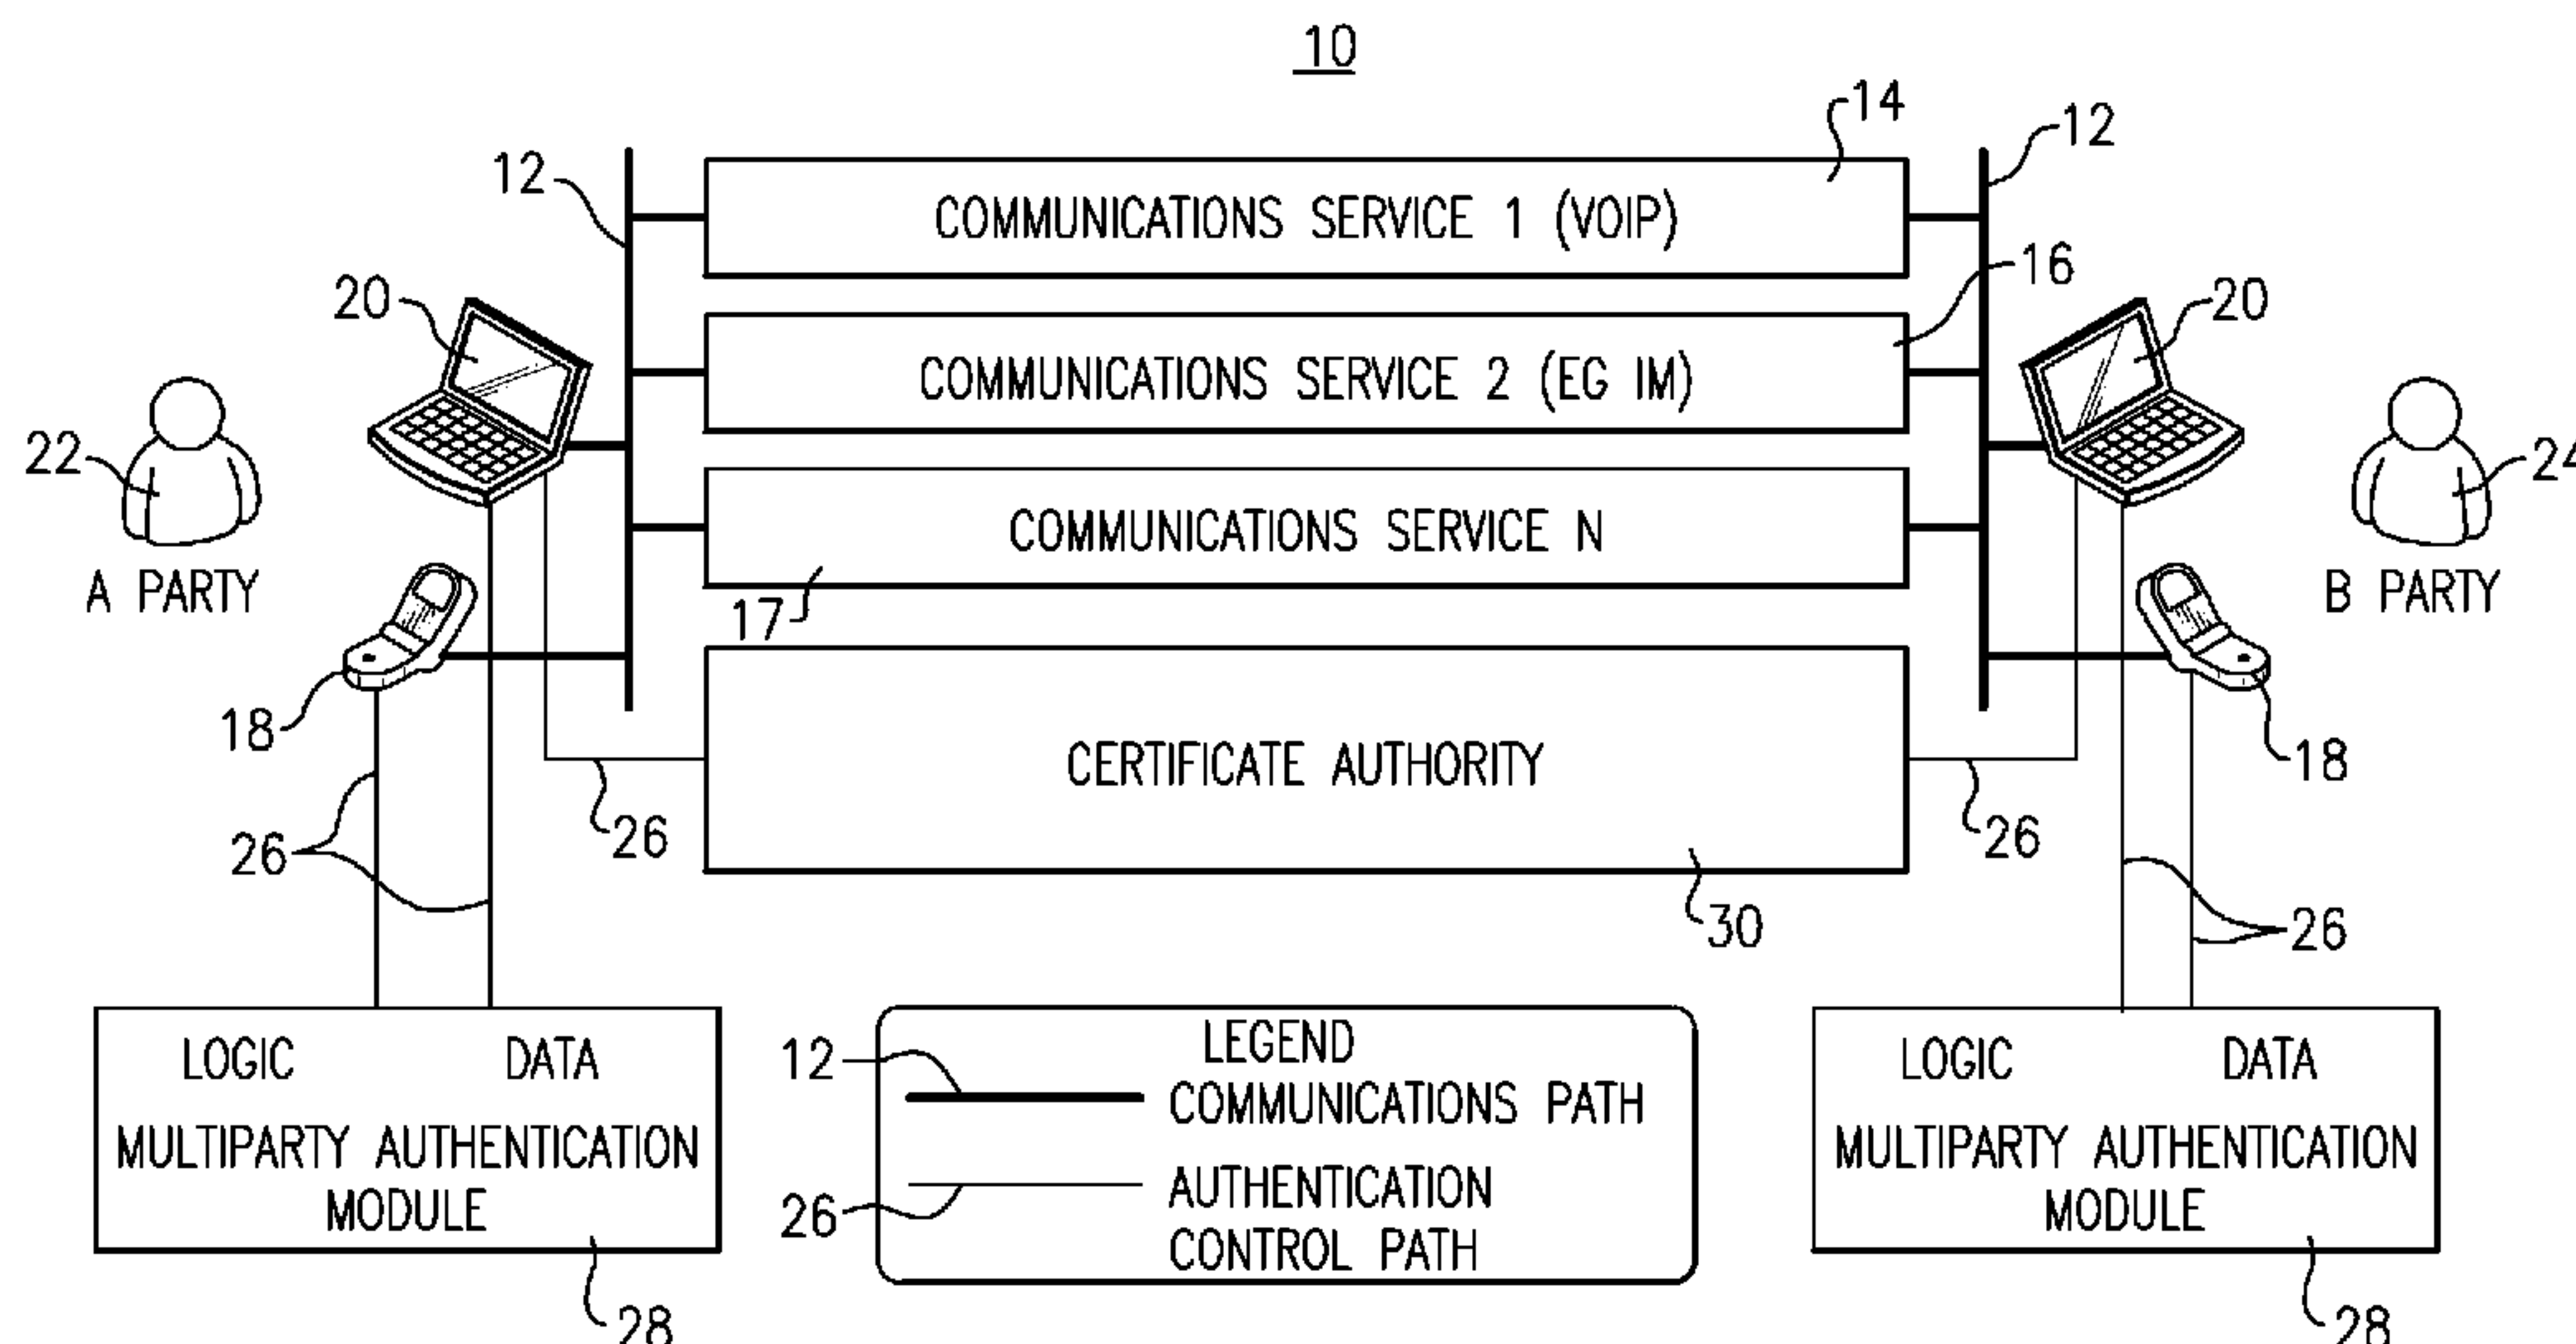 10
14
12
12
COMMUNICATIONS SERVICE 1 (VOIP)
16
20
20
COMMUNICATIONS SERVICE 2 (EG IM)
22
24
COMMUNICATIONS SERVICE N
A PARTY
B PARTY
17
18
18
CERTIFICATE AUTHORITY
26
26
26
30
26
LOGIC DATA
MULTIPARTY AUTHENTICATION
MODULE
28
LEGEND
12
COMMUNICATIONS PATH
26
AUTHENTICATION
CONTROL PATH
LOGIC DATA
MULTIPARTY AUTHENTICATION
MODULE
28